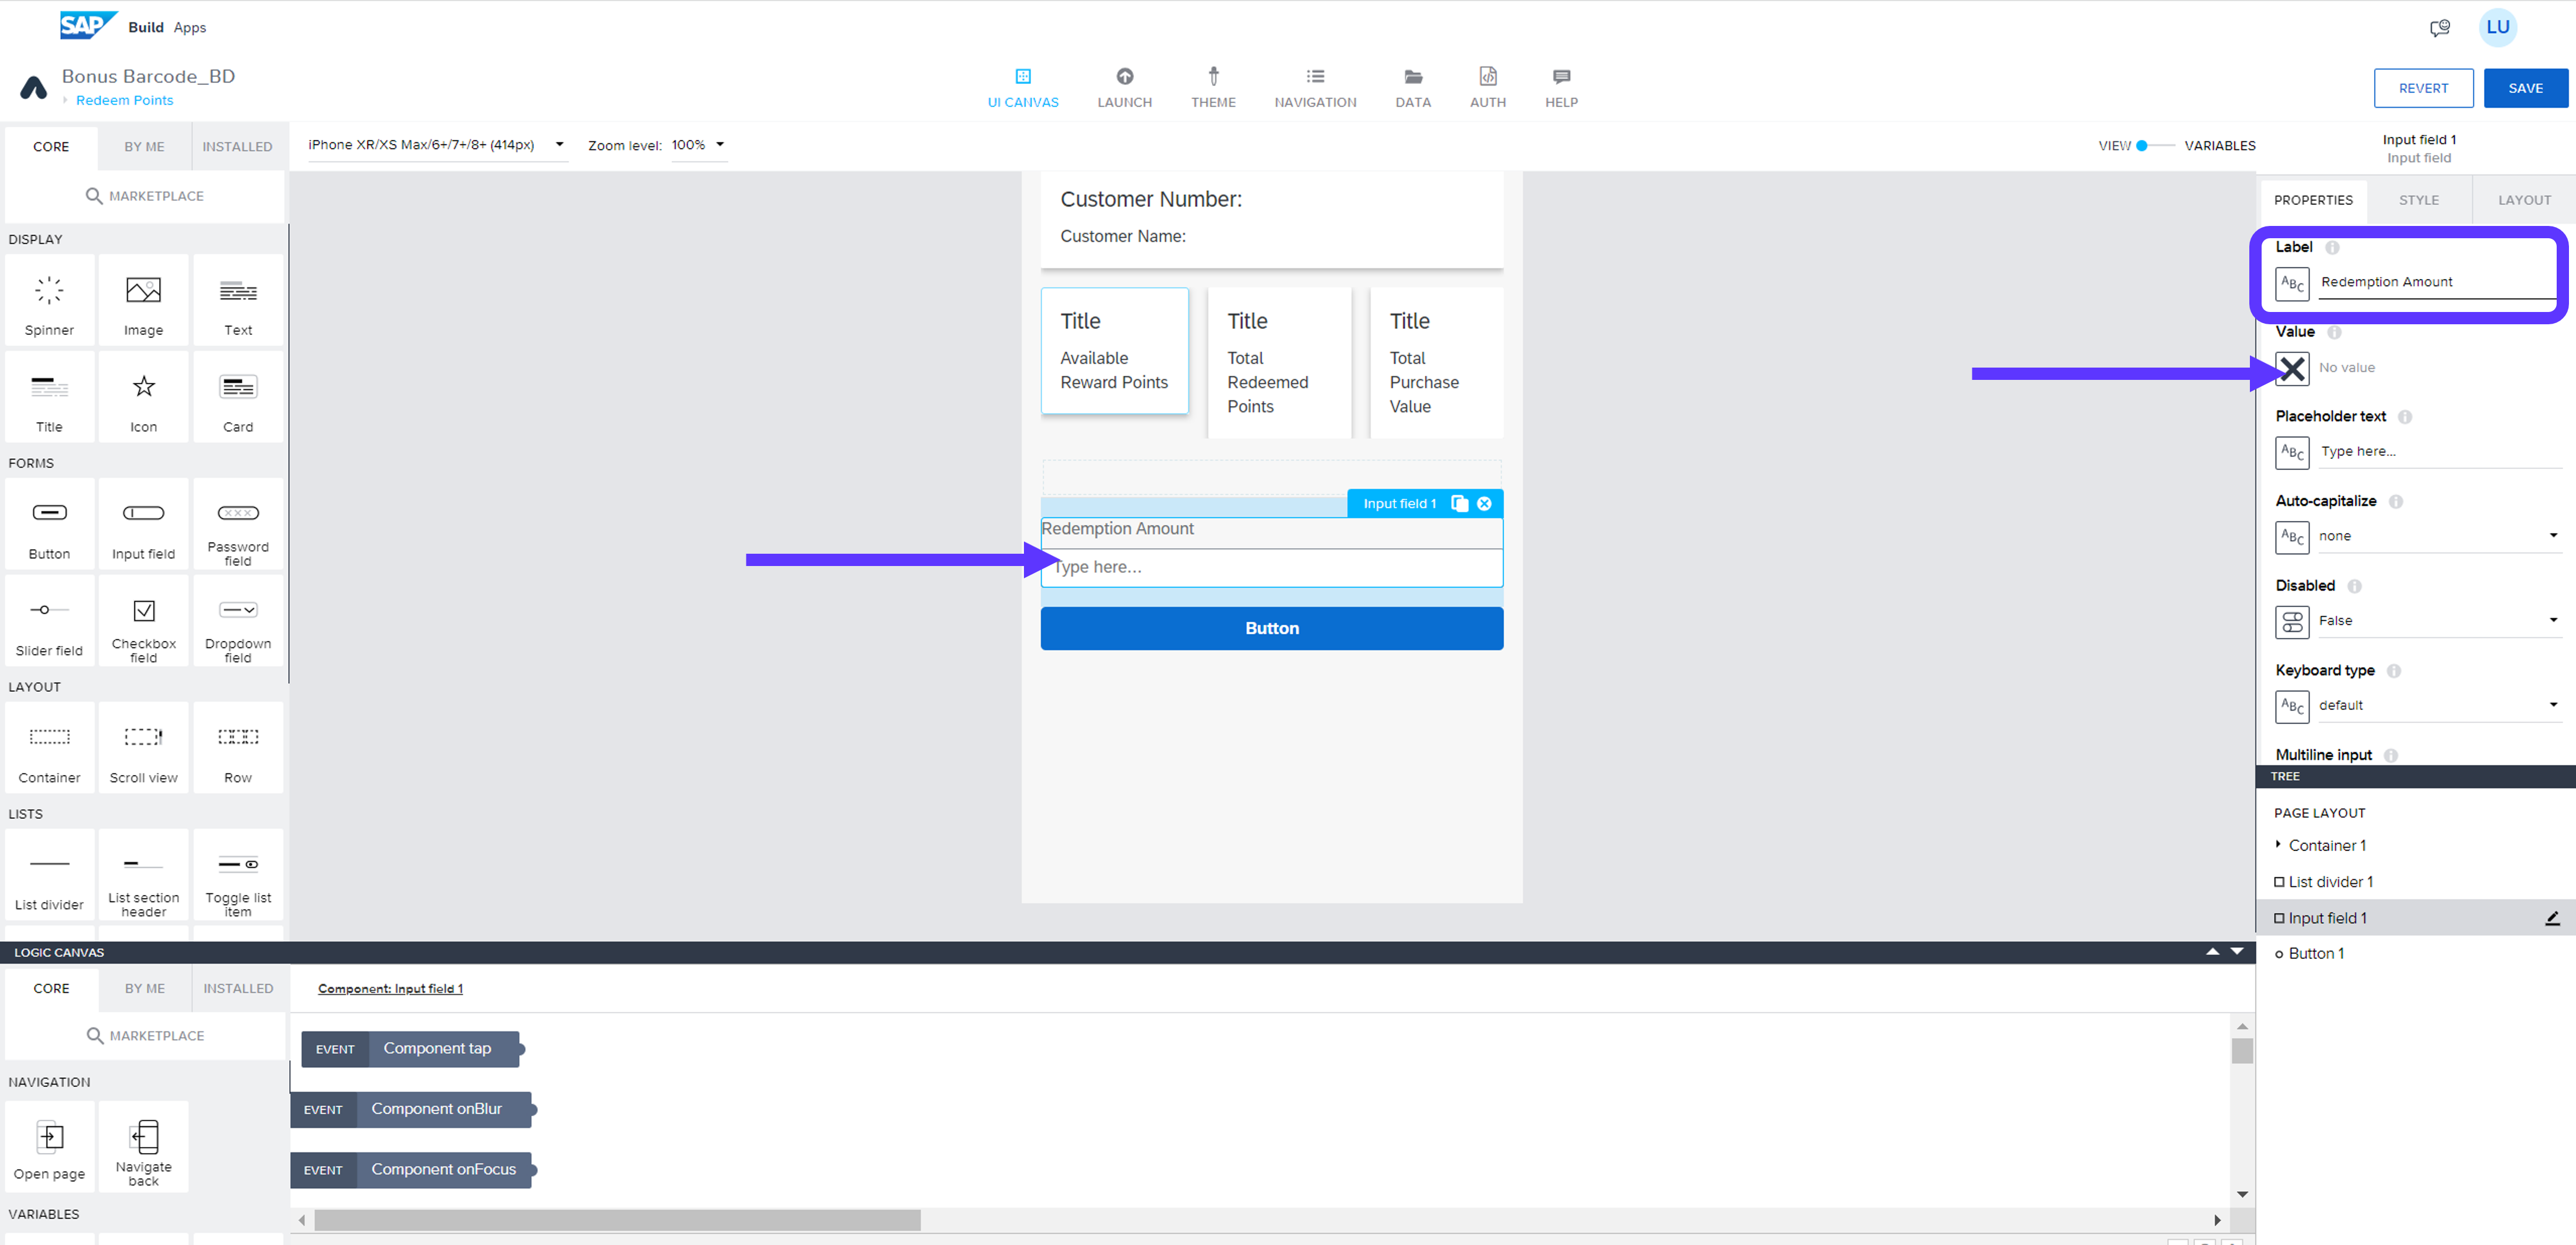 SAP Build Apps
LU
Bonus Barcode_BD
Redeem Points
UI CANVAS
LAUNCH
THEME
NAVIGATION
DATA
AUTH
HELP
REVERT
SAVE
CORE
BY ME
INSTALLED
iPhone XR/XS Max/6+/7+/8+ (414px)
Zoom level: 100%
VIEW
VARIABLES
Input field 1
Input field
MARKETPLACE
DISPLAY
Spinner
Image
Text
Title
Icon
Card
FORMS
Button
Input field
Password
field
Slider field
Checkbox
field
Dropdown
field
LAYOUT
Container
Scroll view
Row
LISTS
List divider
List section
header
Toggle list
item
Customer Number:
Customer Name:
Title
Available
Reward Points
Title
Total
Redeemed
Points
Title
Total
Purchase
Value
Input field 1
Redemption Amount
Type here...
Button
PROPERTIES
STYLE
LAYOUT
Label
ABC Redemption Amount
Value
No value
Placeholder text
ABC Type here...
Auto-capitalize
ABC none
Disabled
False
Keyboard type
ABC default
Multiline input
TREE
PAGE LAYOUT
Container 1
List divider 1
Input field 1
Button 1
LOGIC CANVAS
CORE
BY ME
INSTALLED
MARKETPLACE
NAVIGATION
Open page
Navigate
back
VARIABLES
Component: Input field 1
EVENT Component tap
EVENT Component onBlur
EVENT Component onFocus